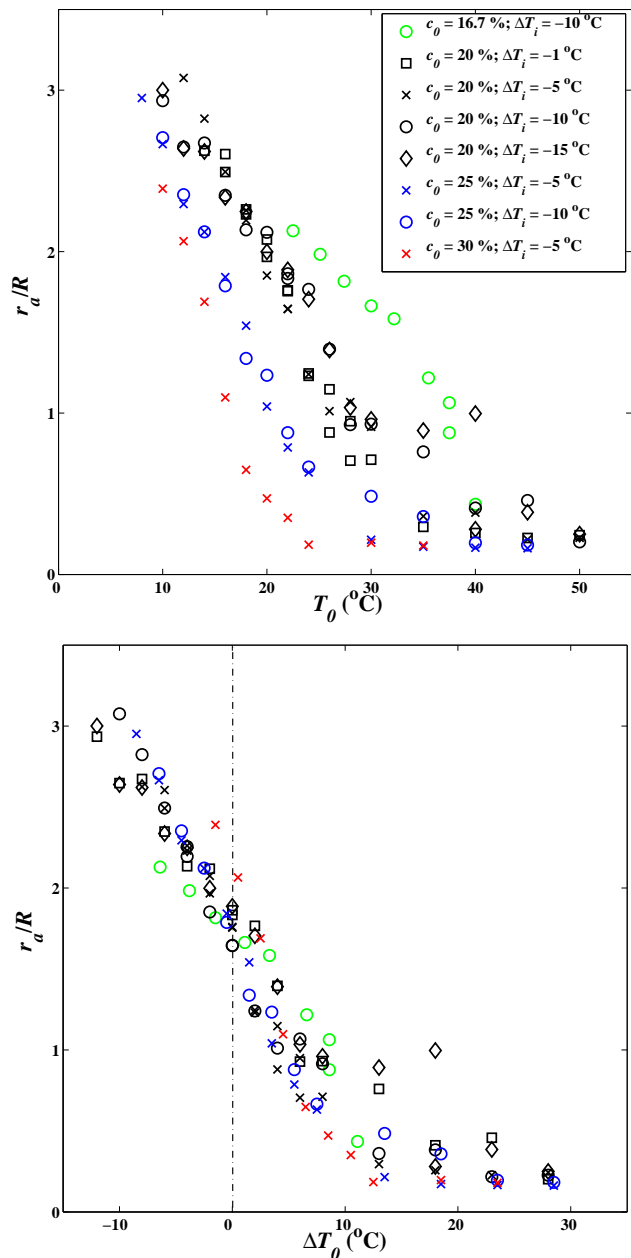 c0 = 16.7 %; ΔTi = −10 °C
c0 = 20 %; ΔTi = −1 °C
c0 = 20 %; ΔTi = −5 °C
c0 = 20 %; ΔTi = −10 °C
c0 = 20 %; ΔTi = −15 °C
c0 = 25 %; ΔTi = −5 °C
c0 = 25 %; ΔTi = −10 °C
c0 = 30 %; ΔTi = −5 °C
3
2
1
0
ra/R
0 10 20 30 40 50
T0 (°C)
3
2
1
0
ra/R
−10 0 10 20 30
ΔT0 (°C)